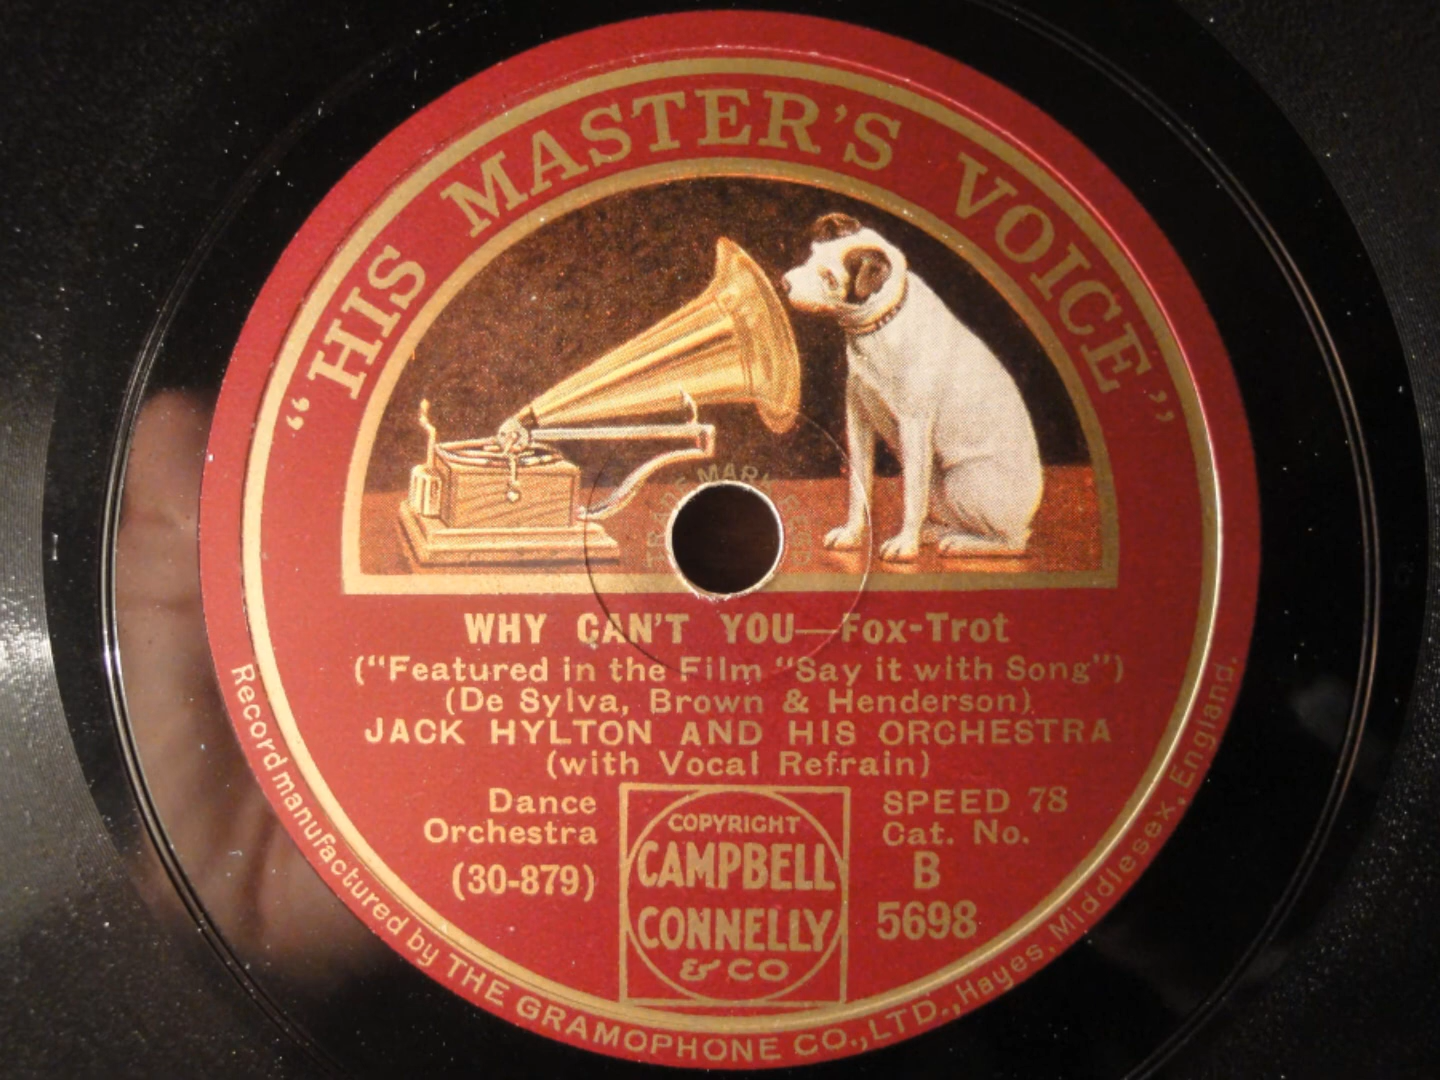 “HIS MASTER'S VOICE”
TRADE MARK
WHY CAN'T YOU—Fox-Trot
(“Featured in the Film “Say it with Song”)
(De Sylva, Brown & Henderson)
JACK HYLTON AND HIS ORCHESTRA
(with Vocal Refrain)
Dance
Orchestra
(30-879)
COPYRIGHT
CAMPBELL
CONNELLY
& CO
SPEED 78
Cat. No.
B
5698
Record manufactured by THE GRAMOPHONE CO., LTD., Hayes, Middlesex, England.